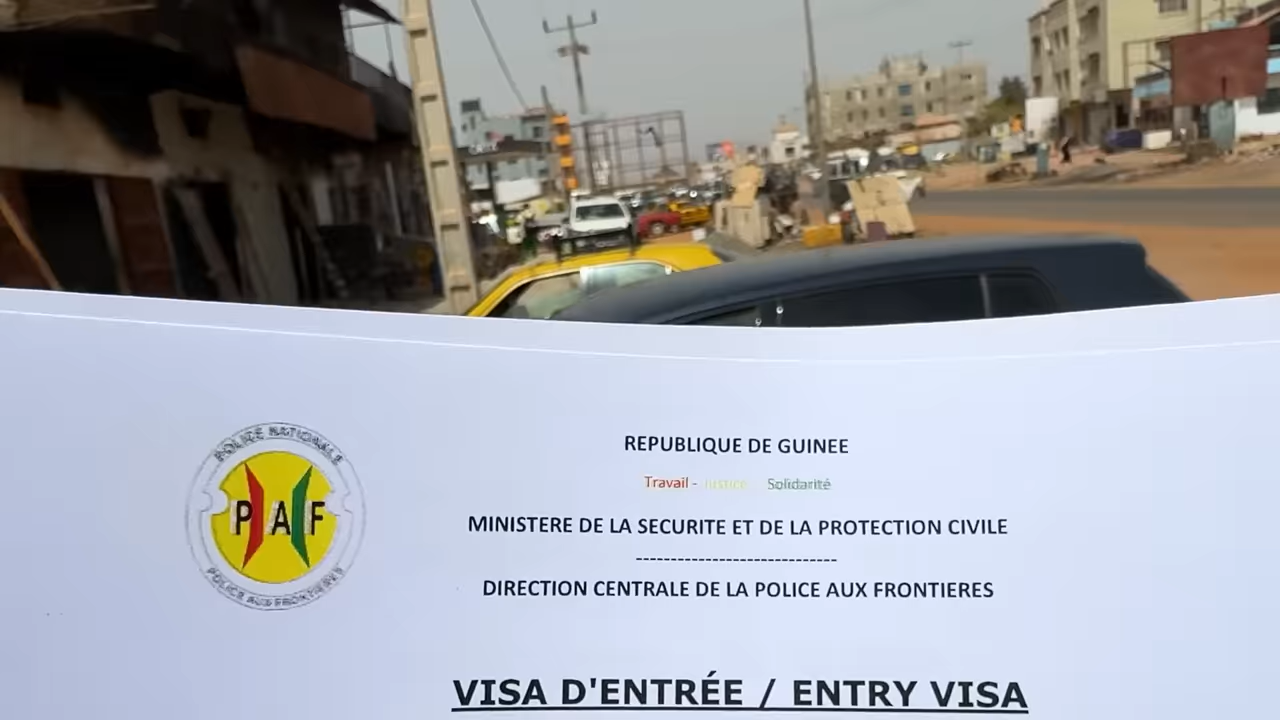 POLICE NATIONALE
PAF
POLICE AUX FRONTIERES
REPUBLIQUE DE GUINEE
Travail - Justice - Solidarité
MINISTERE DE LA SECURITE ET DE LA PROTECTION CIVILE
----------------------------
DIRECTION CENTRALE DE LA POLICE AUX FRONTIERES
VISA D'ENTRÉE / ENTRY VISA